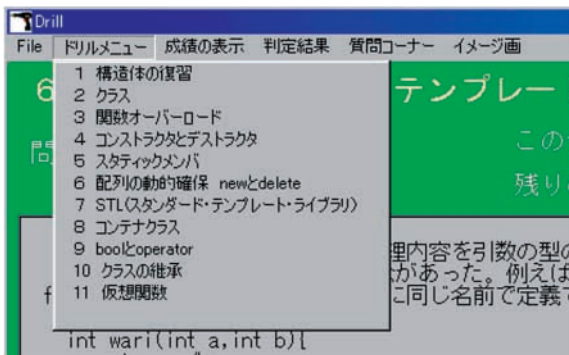 Drill
File ドリルメニュー 成績の表示 判定結果 質問コーナー イメージ画
1 構造体の復習
2 クラス
3 関数オーバーロード
4 コンストラクタとデストラクタ
5 スタティックメンバ
6 配列の動的確保 newとdelete
7 STL(スタンダード・テンプレート・ライブラリ)
8 コンテナクラス
9 boolとoperator
10 クラスの継承
11 仮想関数
6 テンプレー
問 この
残り
理内容を引数の型の
があった。例えば
f に同じ名前で定義で
int wari(int a,int b){